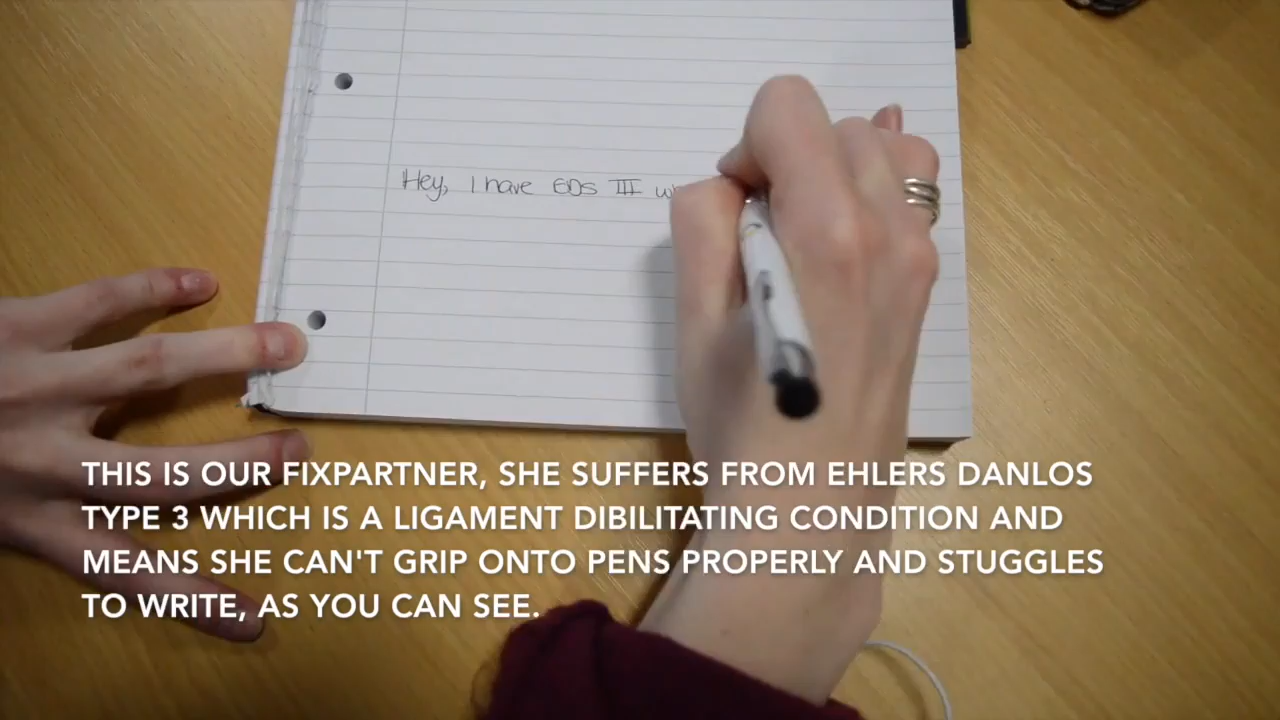 Hey, I have EDS III
THIS IS OUR FIXPARTNER, SHE SUFFERS FROM EHLERS DANLOS
TYPE 3 WHICH IS A LIGAMENT DIBILITATING CONDITION AND
MEANS SHE CAN'T GRIP ONTO PENS PROPERLY AND STUGGLES
TO WRITE, AS YOU CAN SEE.